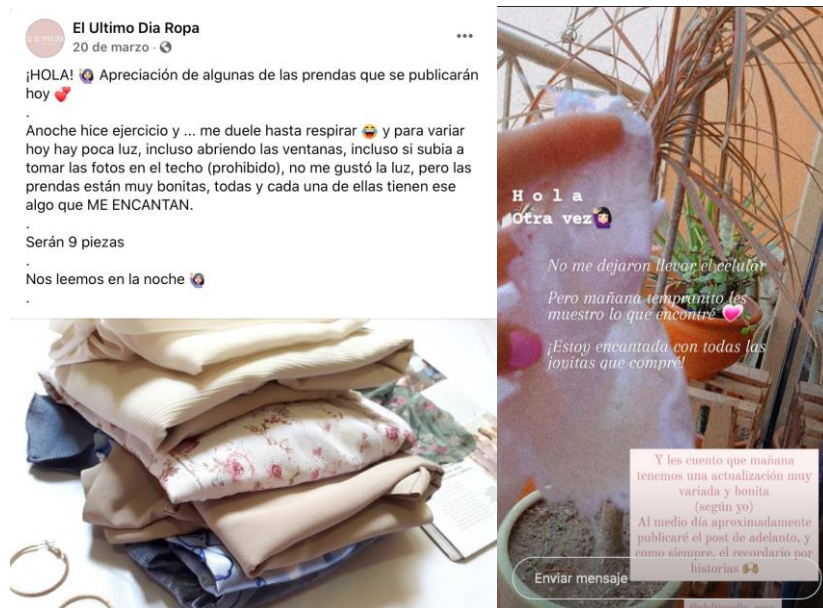 El Ultimo Dia Ropa
20 de marzo ·
¡HOLA! 🙋🏻‍♀️ Apreciación de algunas de las prendas que se publicarán
hoy 💕
.
Anoche hice ejercicio y ... me duele hasta respirar 😂 y para variar
hoy hay poca luz, incluso abriendo las ventanas, incluso si subia a
tomar las fotos en el techo (prohibido), no me gustó la luz, pero las
prendas están muy bonitas, todas y cada una de ellas tienen ese
algo que ME ENCANTAN.
.
Serán 9 piezas
.
Nos leemos en la noche 🙋🏻‍♀️
.
Hola
Otra vez 🙋🏻‍♀️
No me dejaron llevar el celular
Pero mañana tempranito les
muestro lo que encontré 💗
¡Estoy encantada con todas las
joyitas que compré!
Y les cuento que mañana
tenemos una actualización muy
variada y bonita
(según yo)
Al medio día aproximadamente
publicaré el post de adelanto, y
como siempre, el recordario por
historias 🙌🏼
Enviar mensaje